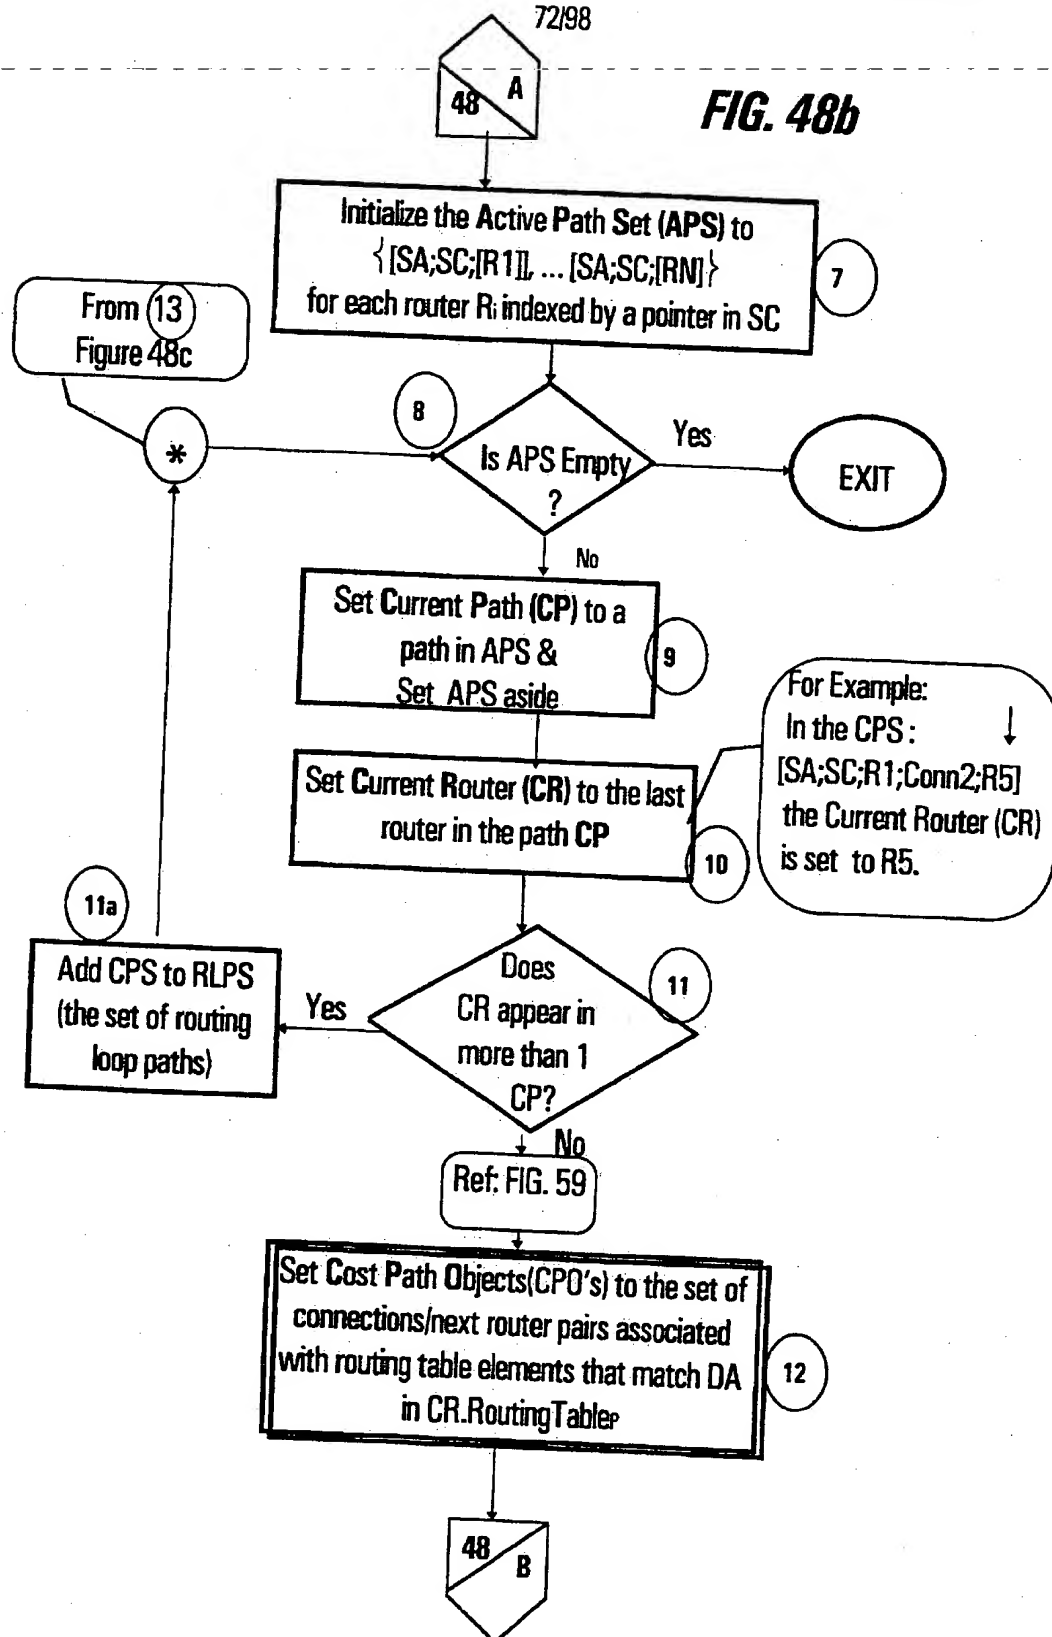 72/98
FIG. 48b
48 A
Initialize the Active Path Set (APS) to
{[SA;SC;[R1]], ... [SA;SC;[RN]}
for each router Ri indexed by a pointer in SC
7
From 13
Figure 48c
*
8
Is APS Empty
?
Yes
EXIT
No
Set Current Path (CP) to a
path in APS &
Set APS aside
9
For Example:
In the CPS :
[SA;SC;R1;Conn2;R5]
the Current Router (CR)
is set to R5.
Set Current Router (CR) to the last
router in the path CP
10
11a
Add CPS to RLPS
(the set of routing
loop paths)
Yes
Does
CR appear in
more than 1
CP?
11
No
Ref: FIG. 59
Set Cost Path Objects(CPO's) to the set of
connections/next router pairs associated
with routing table elements that match DA
in CR.RoutingTableP
12
48 B